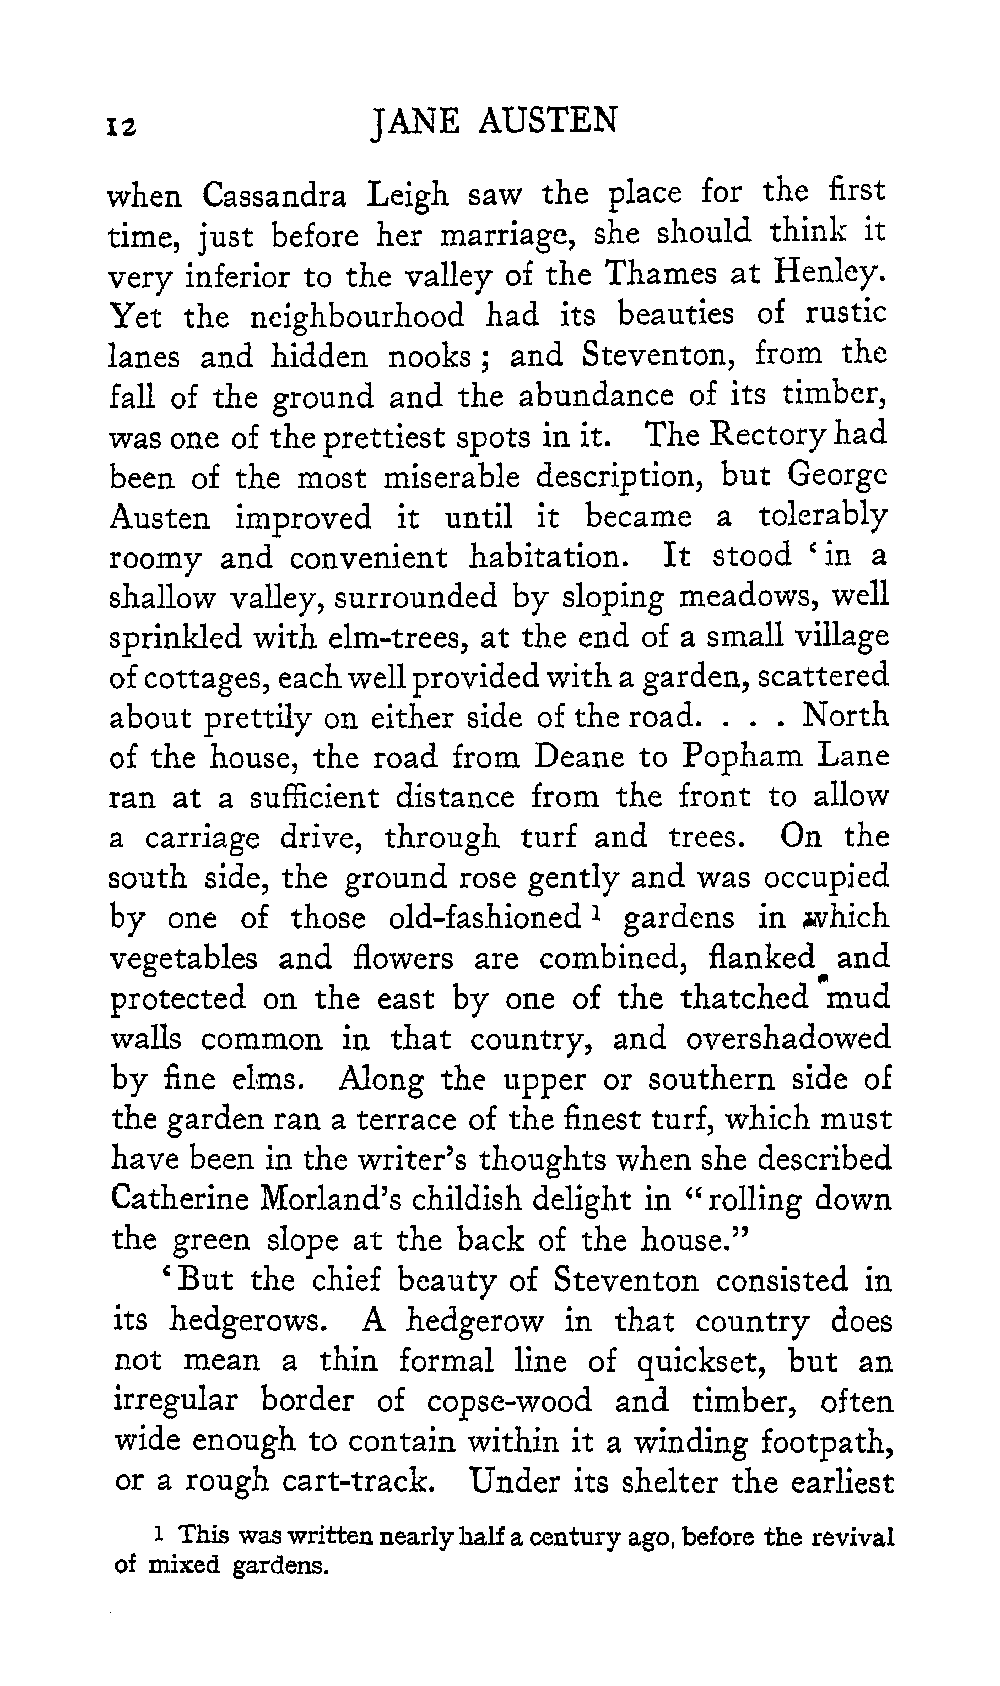 12 JANE AUSTEN
when Cassandra Leigh saw the place for the first
time, just before her marriage, she should think it
very inferior to the valley of the Thames at Henley.
Yet the neighbourhood had its beauties of rustic
lanes and hidden nooks ; and Steventon, from the
fall of the ground and the abundance of its timber,
was one of the prettiest spots in it. The Rectory had
been of the most miserable description, but George
Austen improved it until it became a tolerably
roomy and convenient habitation. It stood ‘in a
shallow valley, surrounded by sloping meadows, well
sprinkled with elm-trees, at the end of a small village
of cottages, each well provided with a garden, scattered
about prettily on either side of the road. . . . North
of the house, the road from Deane to Popham Lane
ran at a sufficient distance from the front to allow
a carriage drive, through turf and trees. On the
south side, the ground rose gently and was occupied
by one of those old-fashioned 1 gardens in which
vegetables and flowers are combined, flanked and
protected on the east by one of the thatched mud
walls common in that country, and overshadowed
by fine elms. Along the upper or southern side of
the garden ran a terrace of the finest turf, which must
have been in the writer’s thoughts when she described
Catherine Morland’s childish delight in “rolling down
the green slope at the back of the house.”
‘But the chief beauty of Steventon consisted in
its hedgerows. A hedgerow in that country does
not mean a thin formal line of quickset, but an
irregular border of copse-wood and timber, often
wide enough to contain within it a winding footpath,
or a rough cart-track. Under its shelter the earliest
1 This was written nearly half a century ago, before the revival
of mixed gardens.